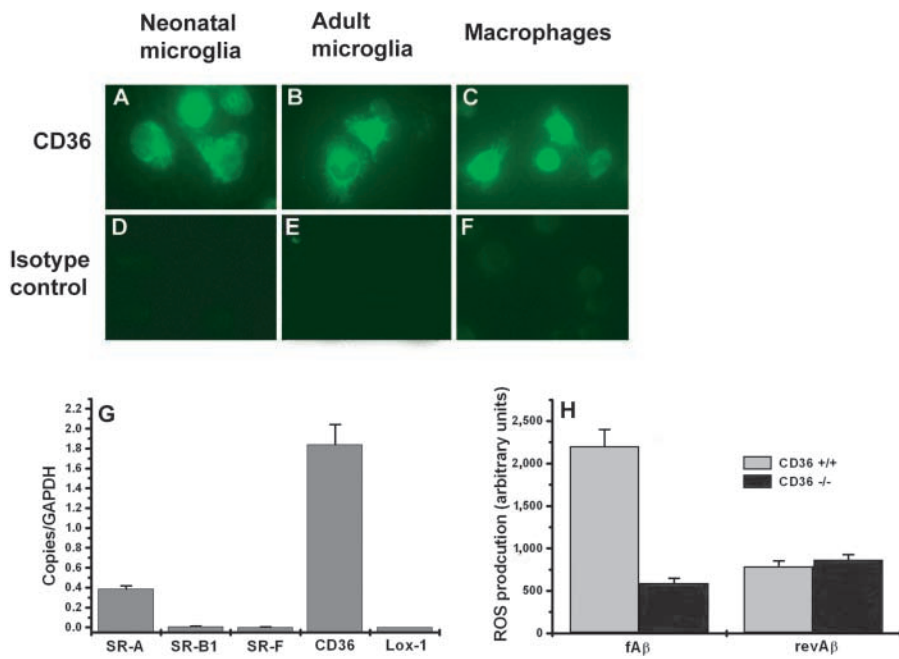 Neonatal
microglia
Adult
microglia
Macrophages
CD36
A
B
C
Isotype
control
D
E
F
G
Copies/GAPDH
2.2
2.0
1.8
1.6
1.4
1.2
1.0
0.8
0.6
0.4
0.2
0.0
SR-A SR-B1 SR-F CD36 Lox-1
H
ROS prodcution (arbitrary units)
2,500
2,000
1,500
1,000
500
0
CD36 +/+
CD36 -/-
fAβ revAβ